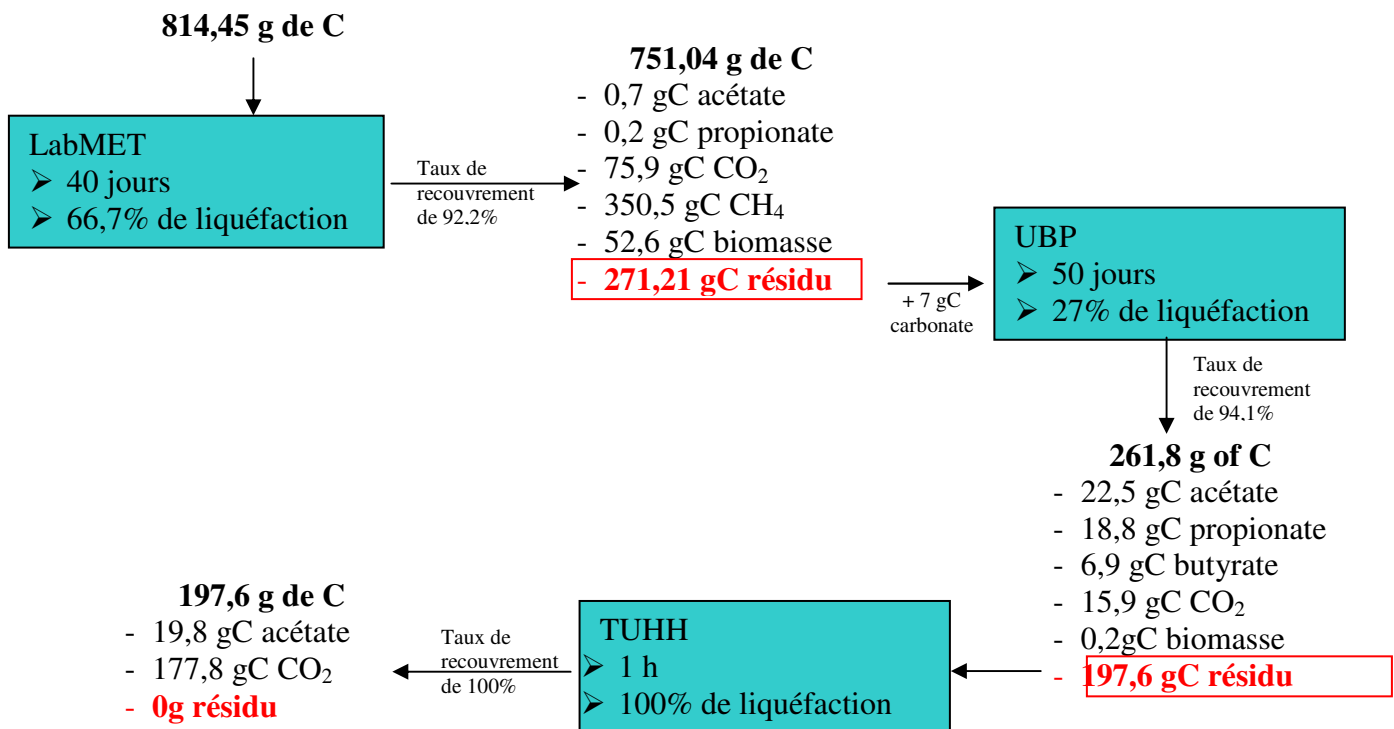 814,45 g de C
LabMET
➢ 40 jours
➢ 66,7% de liquéfaction
Taux de
recouvrement
de 92,2%
751,04 g de C
- 0,7 gC acétate
- 0,2 gC propionate
- 75,9 gC CO₂
- 350,5 gC CH₄
- 52,6 gC biomasse
- 271,21 gC résidu
+ 7 gC
carbonate
UBP
➢ 50 jours
➢ 27% de liquéfaction
Taux de
recouvrement
de 94,1%
261,8 g of C
- 22,5 gC acétate
- 18,8 gC propionate
- 6,9 gC butyrate
- 15,9 gC CO₂
- 0,2gC biomasse
- 197,6 gC résidu
TUHH
➢ 1 h
➢ 100% de liquéfaction
Taux de
recouvrement
de 100%
197,6 g de C
- 19,8 gC acétate
- 177,8 gC CO₂
- 0g résidu